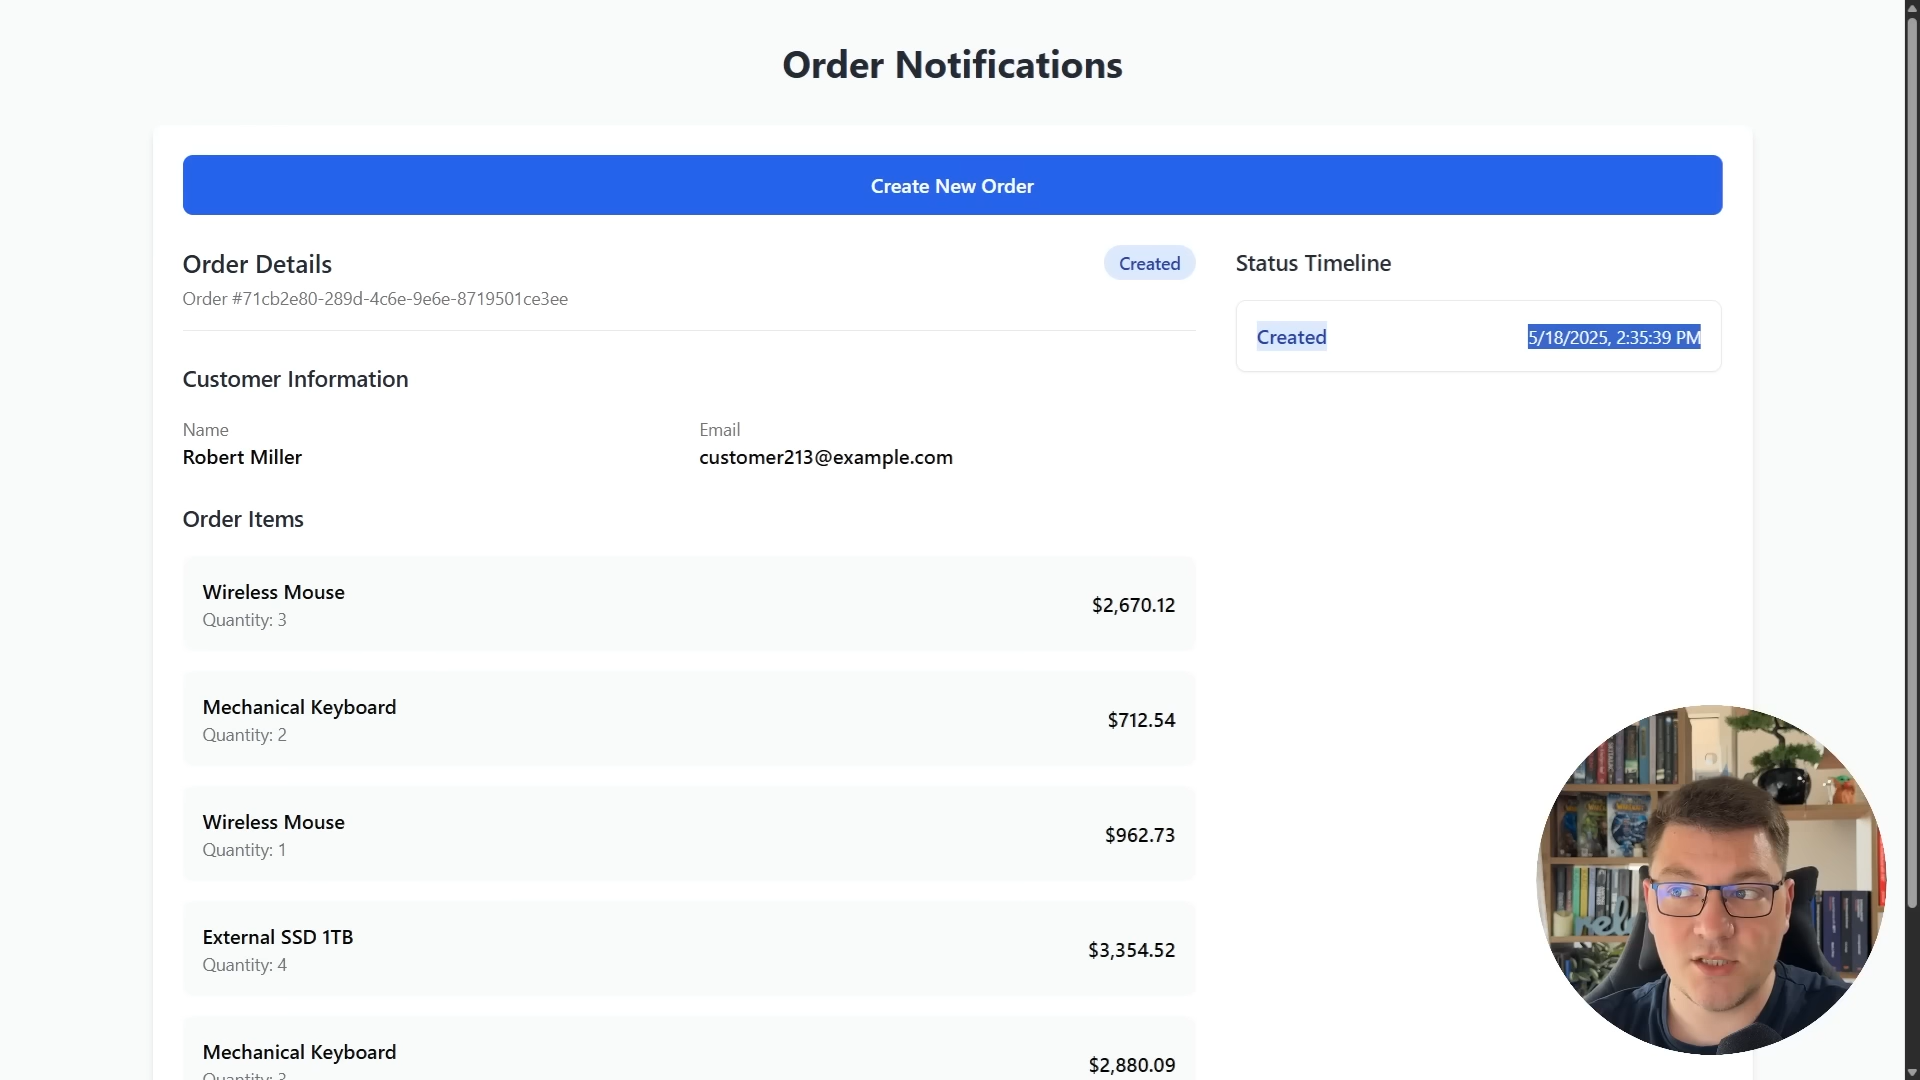 Order Notifications
Create New Order
Order Details
Created
Order #71cb2e80-289d-4c6e-9e6e-8719501ce3ee
Status Timeline
Created
5/18/2025, 2:35:39 PM
Customer Information
Name
Robert Miller
Email
customer213@example.com
Order Items
Wireless Mouse
Quantity: 3
$2,670.12
Mechanical Keyboard
Quantity: 2
$712.54
Wireless Mouse
Quantity: 1
$962.73
External SSD 1TB
Quantity: 4
$3,354.52
Mechanical Keyboard
Quantity: 3
$2,880.09